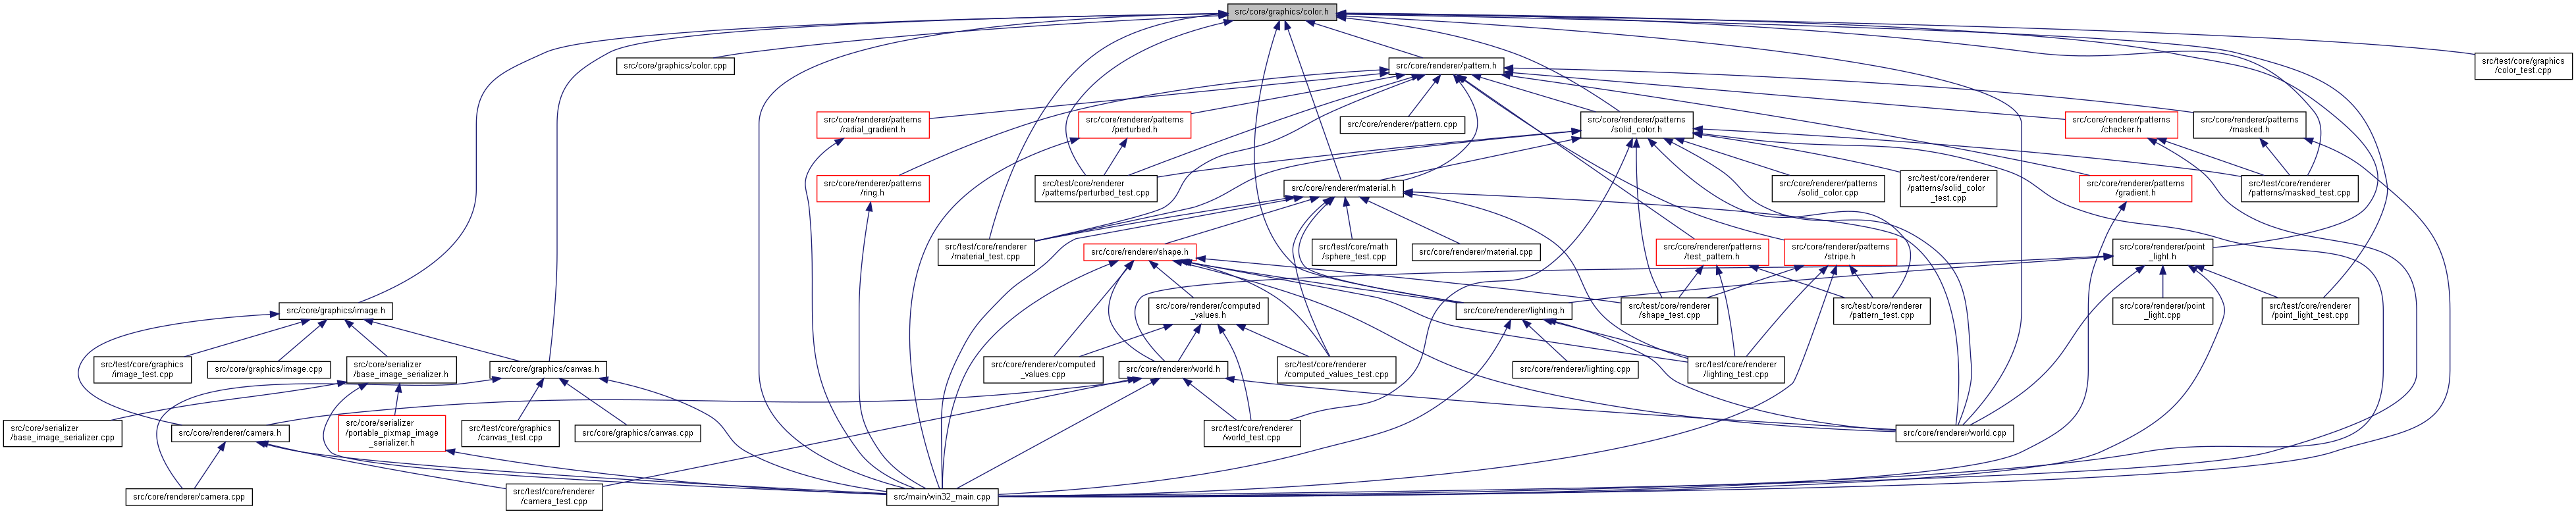 src/core/graphics/color.h
src/core/graphics/color.cpp
src/core/renderer/pattern.h
src/test/core/graphics
/color_test.cpp
src/core/renderer/patterns
/radial_gradient.h
src/core/renderer/patterns
/perturbed.h
src/core/renderer/pattern.cpp
src/core/renderer/patterns
/solid_color.h
src/core/renderer/patterns
/checker.h
src/core/renderer/patterns
/masked.h
src/core/renderer/patterns
/ring.h
src/test/core/renderer
/patterns/perturbed_test.cpp
src/core/renderer/material.h
src/core/renderer/patterns
/solid_color.cpp
src/test/core/renderer
/patterns/solid_color
_test.cpp
src/core/renderer/patterns
/gradient.h
src/test/core/renderer
/patterns/masked_test.cpp
src/test/core/renderer
/material_test.cpp
src/core/renderer/shape.h
src/test/core/math
/sphere_test.cpp
src/core/renderer/material.cpp
src/core/renderer/patterns
/test_pattern.h
src/core/renderer/patterns
/stripe.h
src/core/renderer/point
_light.h
src/core/graphics/image.h
src/core/renderer/computed
_values.h
src/core/renderer/lighting.h
src/test/core/renderer
/shape_test.cpp
src/test/core/renderer
/pattern_test.cpp
src/core/renderer/point
_light.cpp
src/test/core/renderer
/point_light_test.cpp
src/test/core/graphics
/image_test.cpp
src/core/graphics/image.cpp
src/core/serializer
/base_image_serializer.h
src/core/graphics/canvas.h
src/core/renderer/computed
_values.cpp
src/core/renderer/world.h
src/test/core/renderer
/computed_values_test.cpp
src/core/renderer/lighting.cpp
src/test/core/renderer
/lighting_test.cpp
src/core/serializer
/base_image_serializer.cpp
src/core/renderer/camera.h
src/core/serializer
/portable_pixmap_image
_serializer.h
src/test/core/graphics
/canvas_test.cpp
src/core/graphics/canvas.cpp
src/test/core/renderer
/world_test.cpp
src/core/renderer/world.cpp
src/core/renderer/camera.cpp
src/test/core/renderer
/camera_test.cpp
src/main/win32_main.cpp